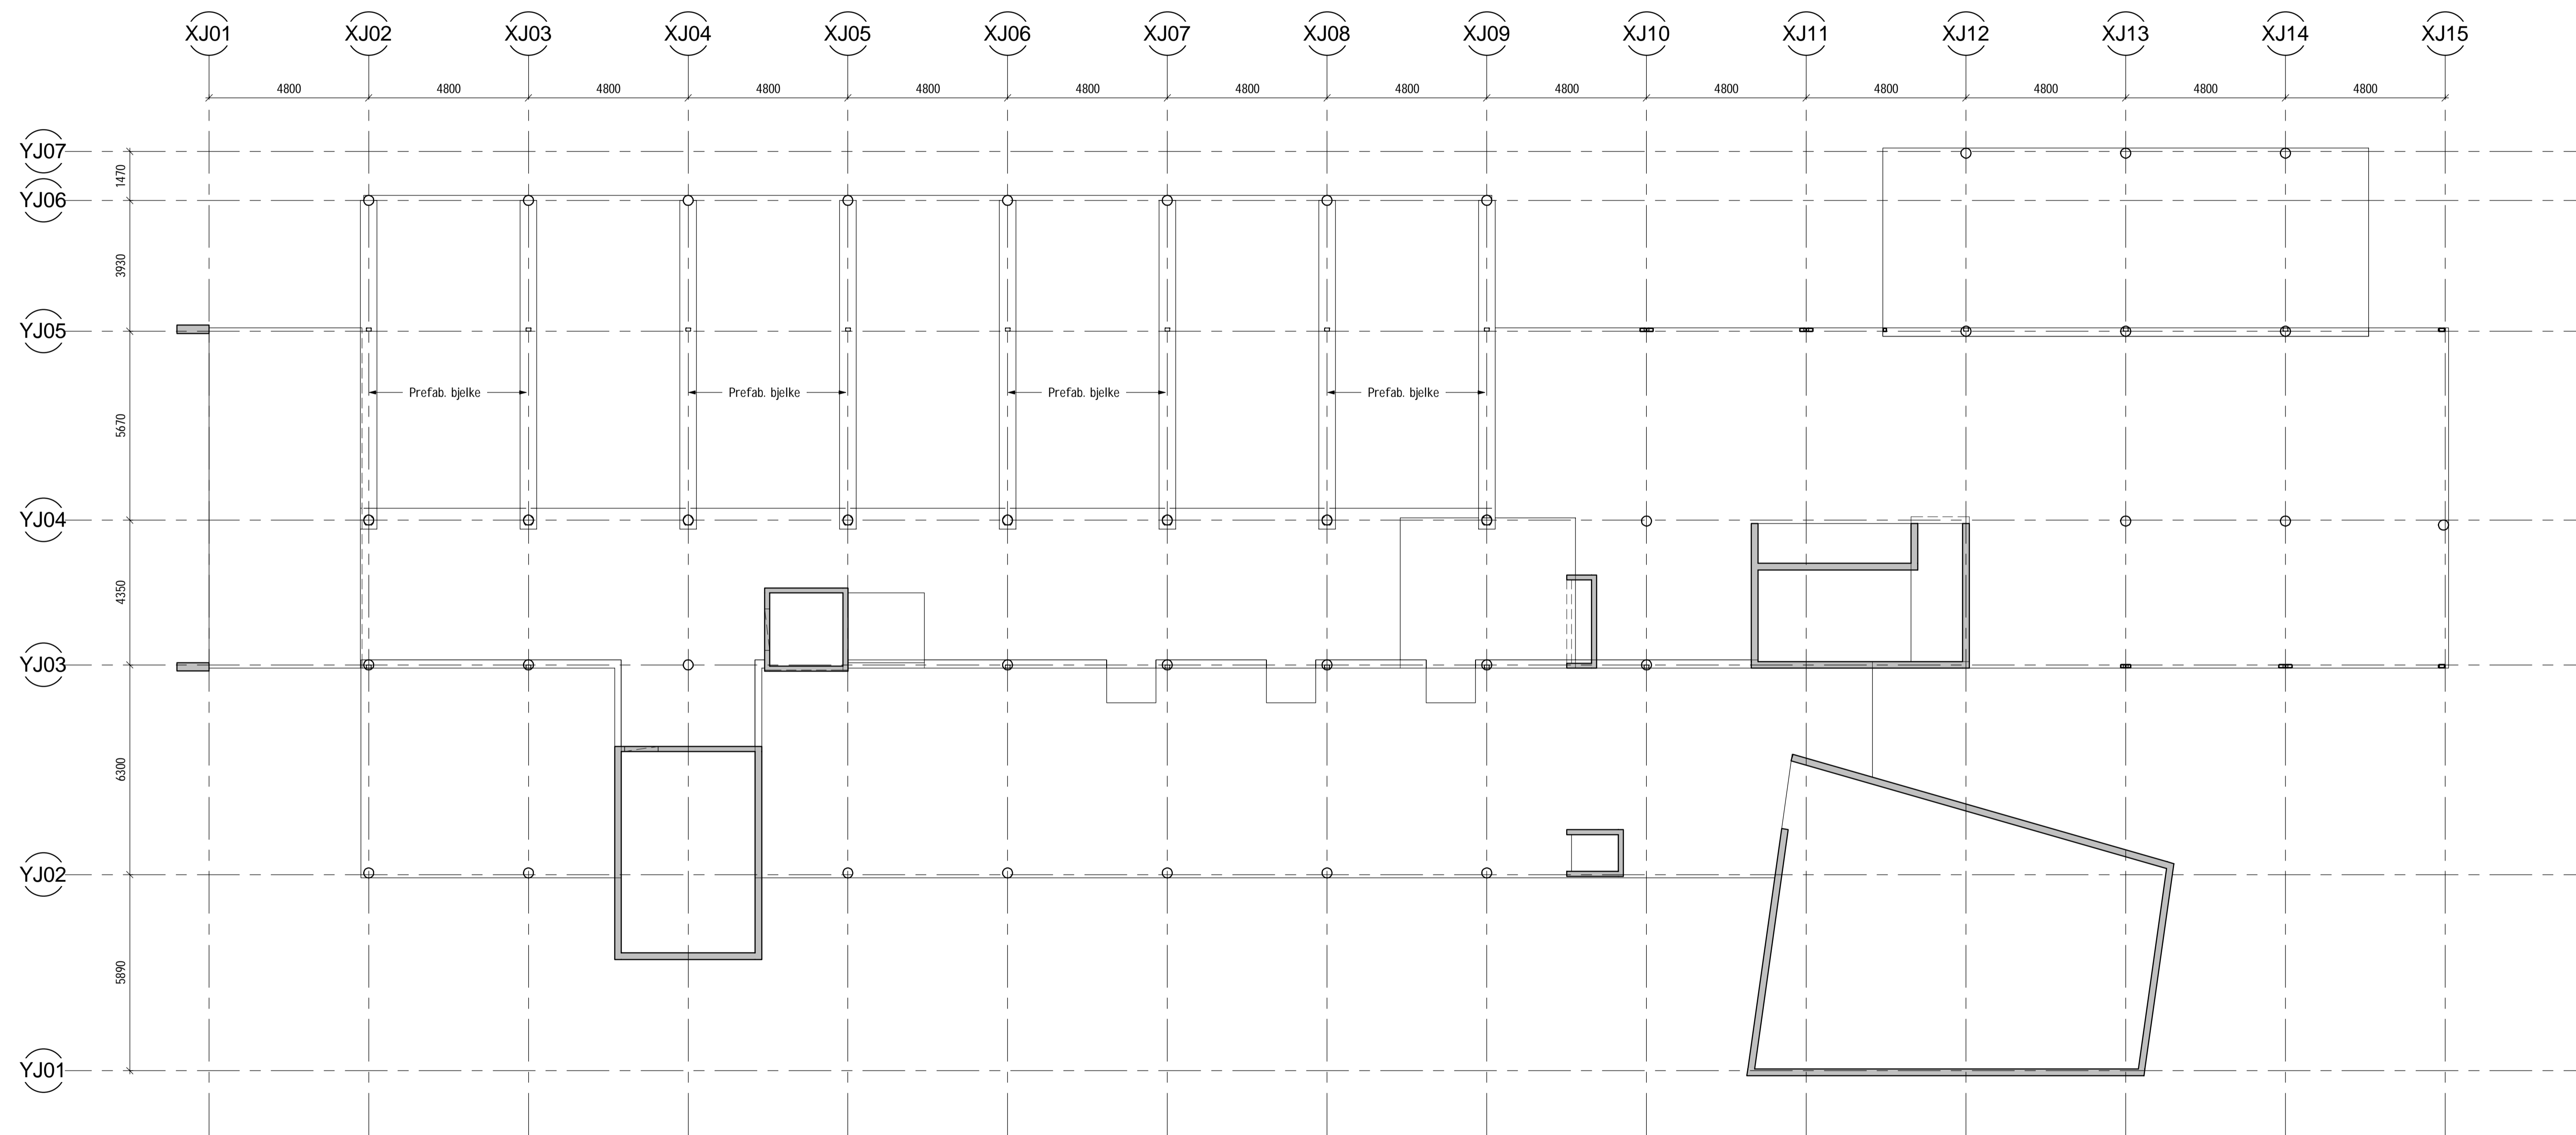 XJ01 XJ02 XJ03 XJ04 XJ05 XJ06 XJ07 XJ08 XJ09 XJ10 XJ11 XJ12 XJ13 XJ14 XJ15
4800 4800 4800 4800 4800 4800 4800 4800 4800 4800 4800 4800 4800 4800
YJ07
1470
YJ06
3930
YJ05
Prefab. bjelke Prefab. bjelke Prefab. bjelke Prefab. bjelke
5670
YJ04
4350
YJ03
6300
YJ02
5890
YJ01